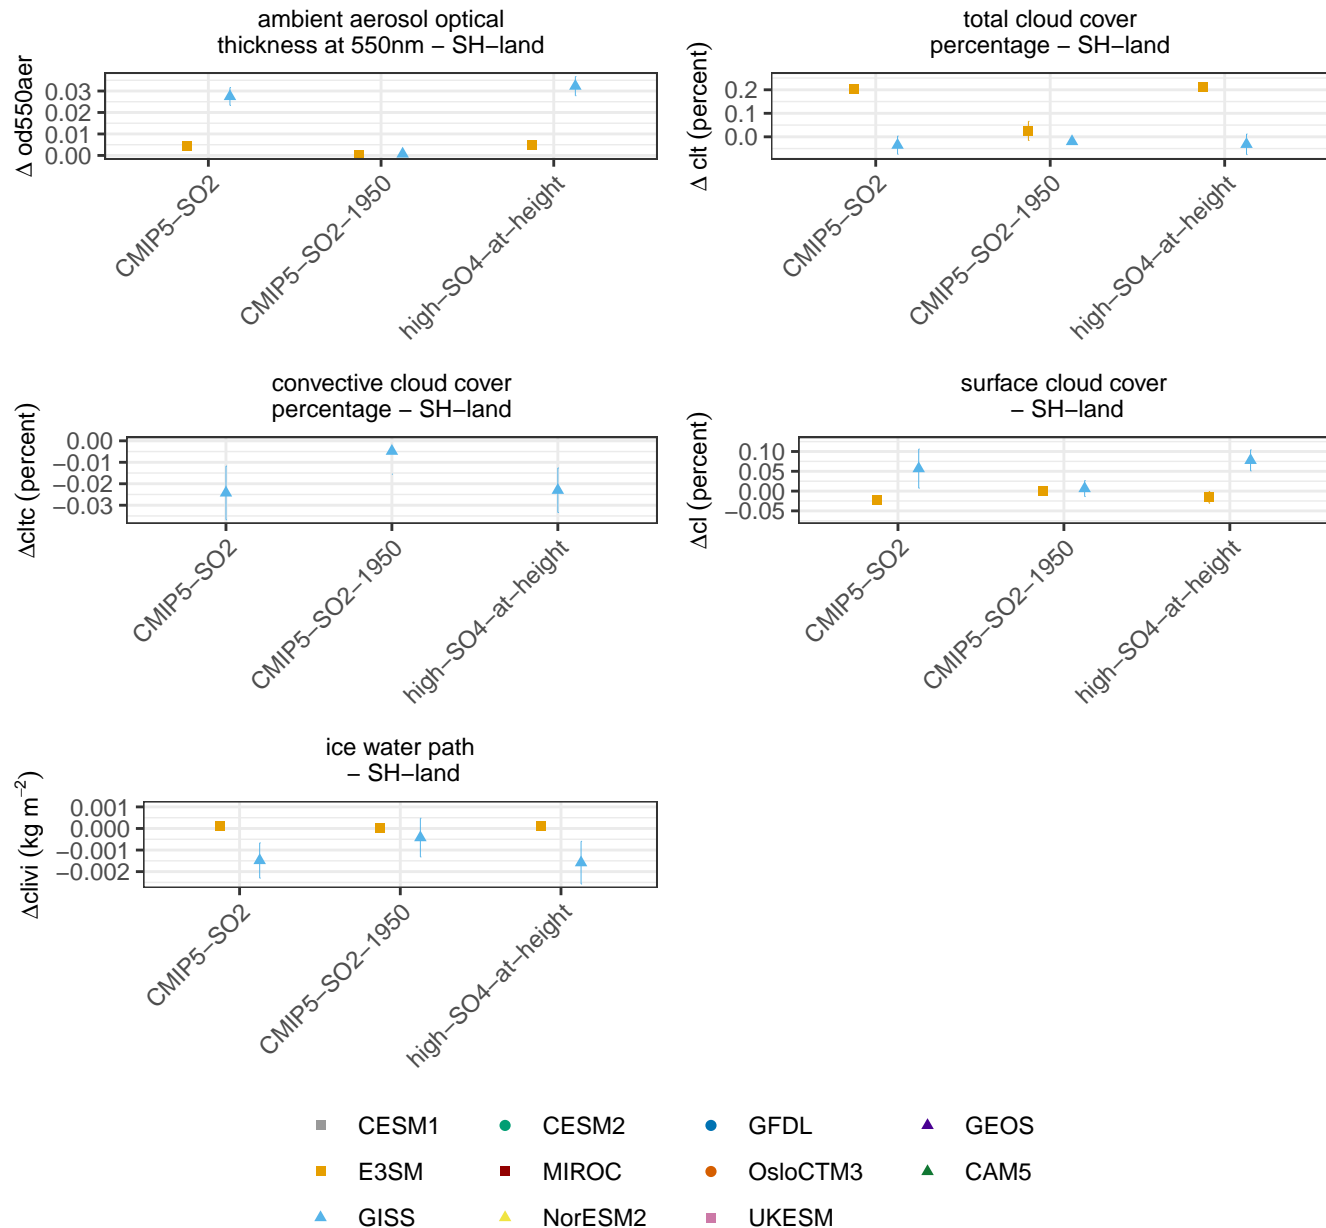 ambient aerosol optical
thickness at 550nm − SH−land
Δ od550aer
0.03
0.02
0.01
0.00
CMIP5−SO2
CMIP5−SO2−1950
high−SO4−at−height
total cloud cover
percentage − SH−land
Δ clt (percent)
0.2
0.1
0.0
CMIP5−SO2
CMIP5−SO2−1950
high−SO4−at−height
convective cloud cover
percentage − SH−land
Δcltc (percent)
0.00
−0.01
−0.02
−0.03
CMIP5−SO2
CMIP5−SO2−1950
high−SO4−at−height
surface cloud cover
− SH−land
Δcl (percent)
0.10
0.05
0.00
−0.05
CMIP5−SO2
CMIP5−SO2−1950
high−SO4−at−height
ice water path
− SH−land
Δclivi (kg m⁻²)
0.001
0.000
−0.001
−0.002
CMIP5−SO2
CMIP5−SO2−1950
high−SO4−at−height
CESM1 CESM2 GFDL GEOS
E3SM MIROC OsloCTM3 CAM5
GISS NorESM2 UKESM